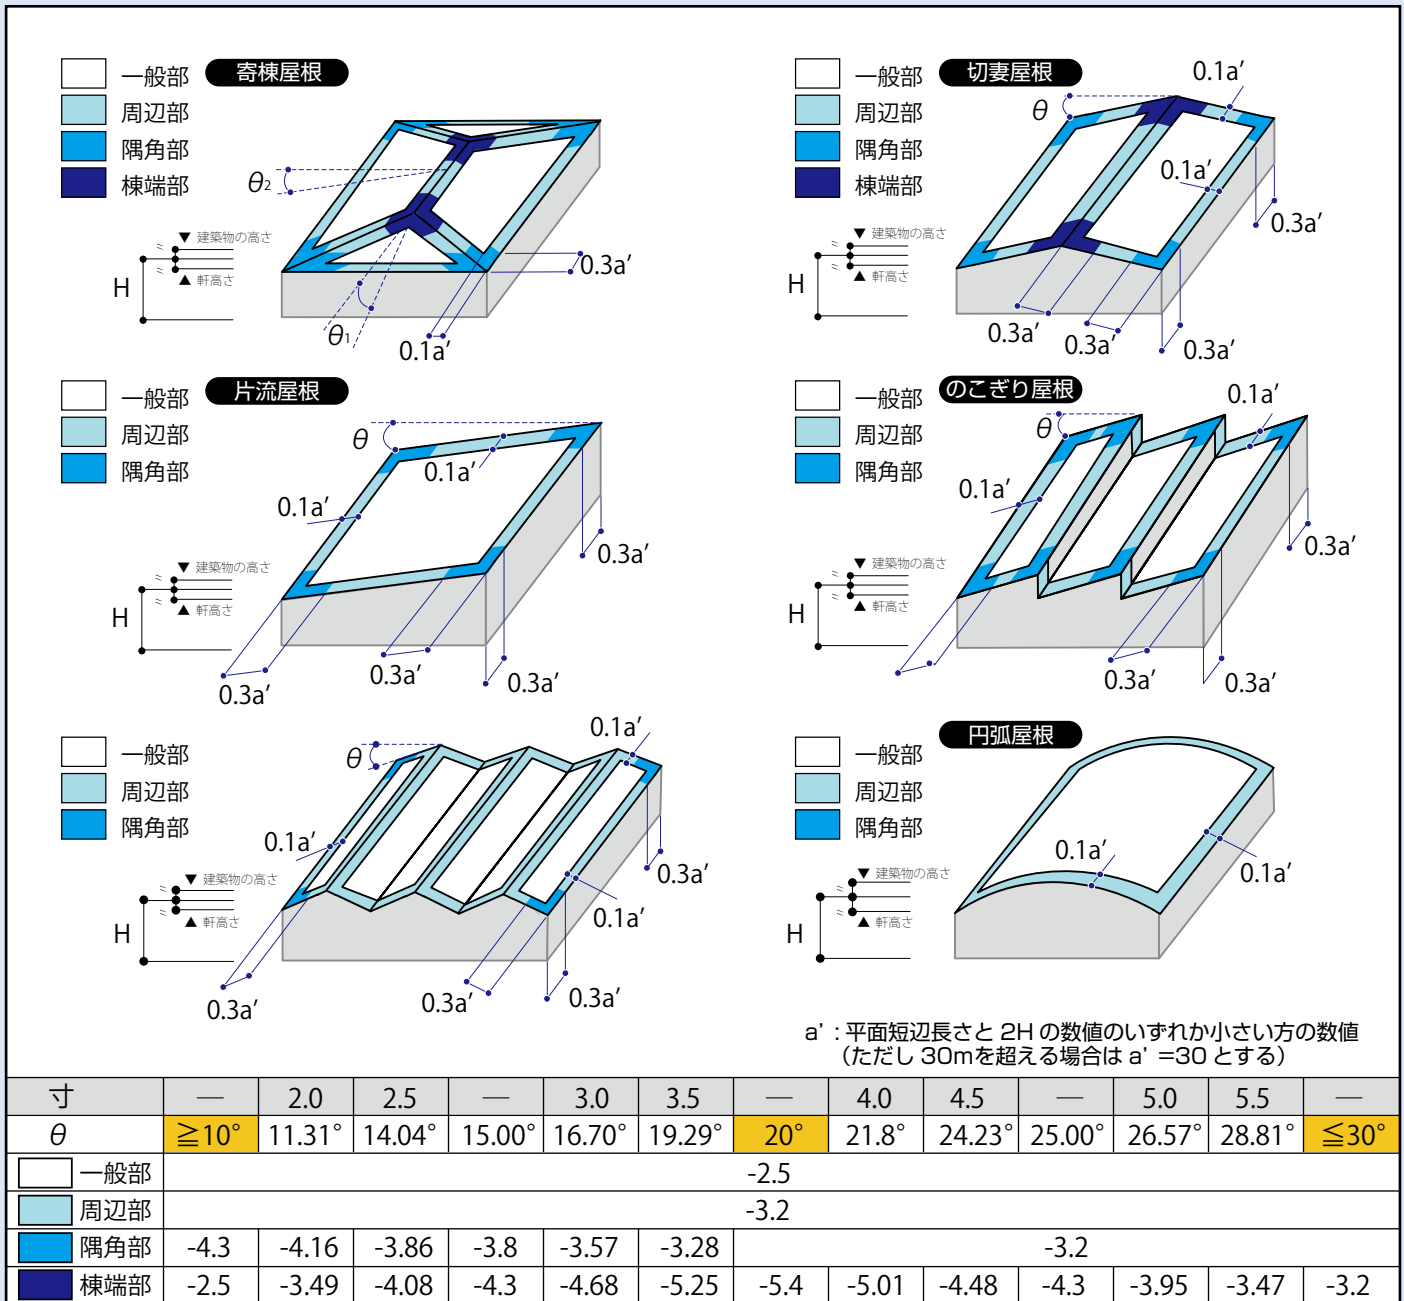 寄棟屋根
一般部
周辺部
隅角部
棟端部
θ2
建築物の高さ
軒高さ
H
θ1
0.1a’
0.3a’
切妻屋根
一般部
周辺部
隅角部
棟端部
θ
0.1a’
0.1a’
0.3a’
建築物の高さ
軒高さ
H
0.3a’
0.3a’
0.3a’
片流屋根
一般部
周辺部
隅角部
θ
0.1a’
0.1a’
0.3a’
建築物の高さ
軒高さ
H
0.3a’
0.3a’
0.3a’
のこぎり屋根
一般部
周辺部
隅角部
θ
0.1a’
0.1a’
0.3a’
建築物の高さ
軒高さ
H
0.3a’
0.3a’
一般部
周辺部
隅角部
θ
0.1a’
0.1a’
0.3a’
建築物の高さ
軒高さ
H
0.1a’
0.3a’
0.3a’
0.3a’
円弧屋根
一般部
周辺部
隅角部
0.1a’
0.1a’
建築物の高さ
軒高さ
H
a’：平面短辺長さと 2H の数値のいずれか小さい方の数値
（ただし 30mを超える場合は a’=30 とする）
寸 — 2.0 2.5 — 3.0 3.5 — 4.0 4.5 — 5.0 5.5 —
θ ≧10° 11.31° 14.04° 15.00° 16.70° 19.29° 20° 21.8° 24.23° 25.00° 26.57° 28.81° ≦30°
一般部 -2.5
周辺部 -3.2
隅角部 -4.3 -4.16 -3.86 -3.8 -3.57 -3.28 -3.2
棟端部 -2.5 -3.49 -4.08 -4.3 -4.68 -5.25 -5.4 -5.01 -4.48 -4.3 -3.95 -3.47 -3.2